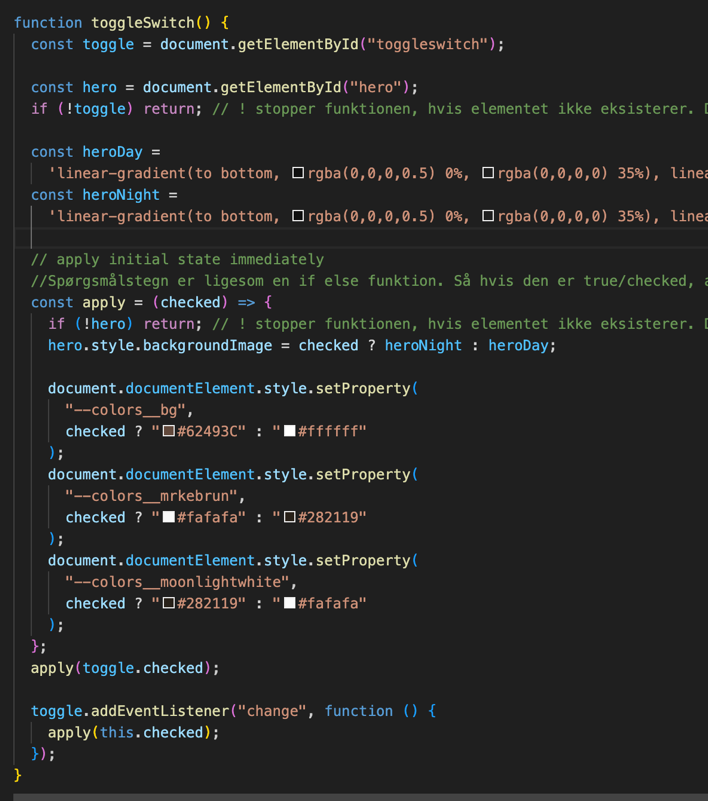 function toggleSwitch() {
const toggle = document.getElementById("toggleswitch");
const hero = document.getElementById("hero");
if (!toggle) return; // ! stopper funktionen, hvis elementet ikke eksisterer.
const heroDay =
'linear-gradient(to bottom, rgba(0,0,0,0.5) 0%, rgba(0,0,0,0) 35%),
const heroNight =
'linear-gradient(to bottom, rgba(0,0,0,0.5) 0%, rgba(0,0,0,0) 35%),
// apply initial state immediately
//Spørgsmålstegn er ligesom en if else funktion. Så hvis den er true/checked,
const apply = (checked) => {
if (!hero) return; // ! stopper funktionen, hvis elementet ikke eksisterer.
hero.style.backgroundImage = checked ? heroNight : heroDay;
document.documentElement.style.setProperty(
"--colors__bg",
checked ? "#62493C" : "#ffffff"
);
document.documentElement.style.setProperty(
"--colors__mrkebrun",
checked ? "#fafafa" : "#282119"
);
document.documentElement.style.setProperty(
"--colors__moonlightwhite",
checked ? "#282119" : "#fafafa"
);
};
apply(toggle.checked);
toggle.addEventListener("change", function () {
apply(this.checked);
});
}